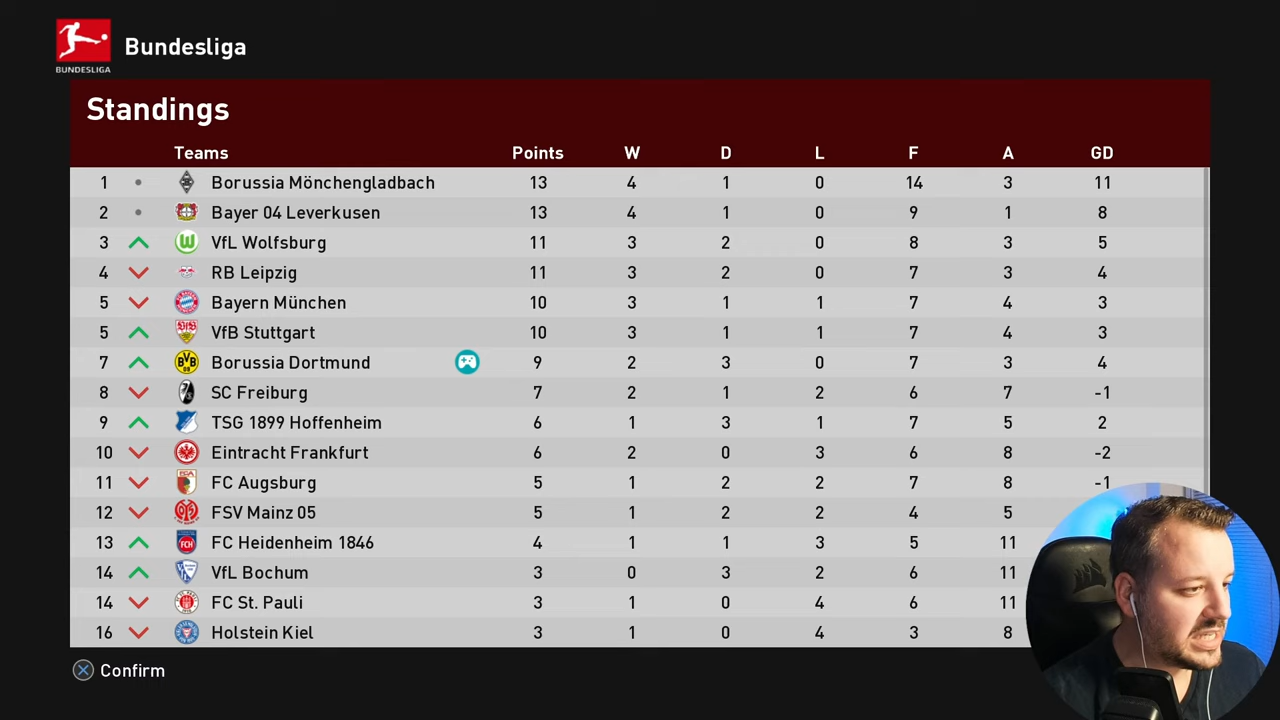 BUNDESLIGA
Bundesliga
Standings
Teams Points W D L F A GD
1 Borussia Mönchengladbach 13 4 1 0 14 3 11
2 Bayer 04 Leverkusen 13 4 1 0 9 1 8
3 VfL Wolfsburg 11 3 2 0 8 3 5
4 RB Leipzig 11 3 2 0 7 3 4
5 Bayern München 10 3 1 1 7 4 3
5 VfB Stuttgart 10 3 1 1 7 4 3
7 Borussia Dortmund 9 2 3 0 7 3 4
8 SC Freiburg 7 2 1 2 6 7 -1
9 TSG 1899 Hoffenheim 6 1 3 1 7 5 2
10 Eintracht Frankfurt 6 2 0 3 6 8 -2
11 FC Augsburg 5 1 2 2 7 8 -1
12 FSV Mainz 05 5 1 2 2 4 5
13 FC Heidenheim 1846 4 1 1 3 5 11
14 VfL Bochum 3 0 3 2 6 11
14 FC St. Pauli 3 1 0 4 6 11
16 Holstein Kiel 3 1 0 4 3 8
Confirm